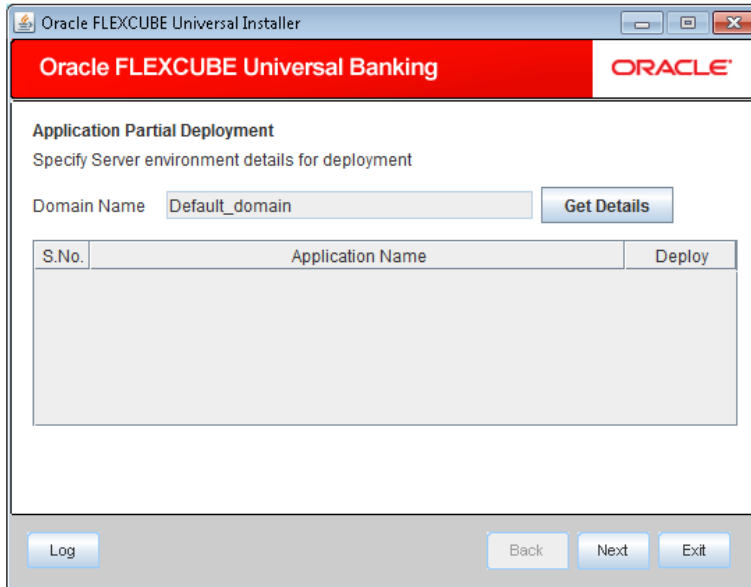 Oracle FLEXCUBE Universal Installer
Oracle FLEXCUBE Universal Banking
ORACLE
Application Partial Deployment
Specify Server environment details for deployment
Domain Name Default_domain Get Details
S.No. Application Name Deploy
Log Back Next Exit